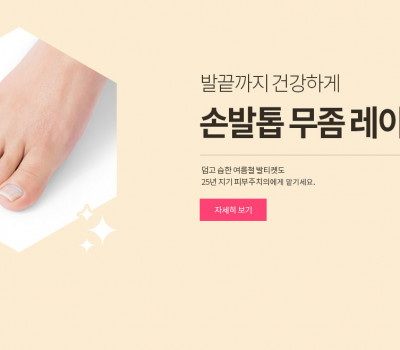 발끝까지 건강하게
손발톱 무좀 레이
덥고 습한 여름철 발티켓도
25년 지기 피부주치의에게 맡기세요.
자세히 보기